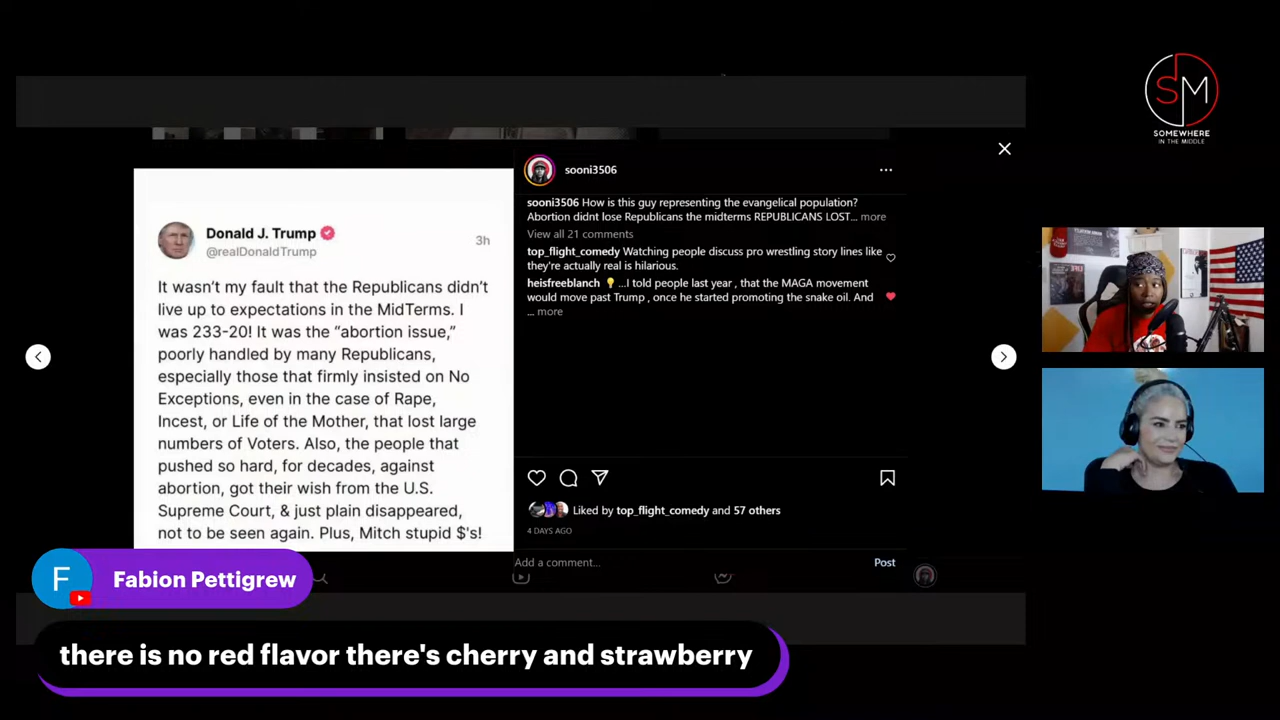 SM
SOMEWHERE
IN THE MIDDLE
sooni3506
Donald J. Trump
@realDonaldTrump
3h
It wasn't my fault that the Republicans didn't
live up to expectations in the MidTerms. I
was 233-20! It was the "abortion issue,"
poorly handled by many Republicans,
especially those that firmly insisted on No
Exceptions, even in the case of Rape,
Incest, or Life of the Mother, that lost large
numbers of Voters. Also, the people that
pushed so hard, for decades, against
abortion, got their wish from the U.S.
Supreme Court, & just plain disappeared,
not to be seen again. Plus, Mitch stupid $'s!
sooni3506 How is this guy representing the evangelical population?
Abortion didnt lose Republicans the midterms REPUBLICANS LOST... more
View all 21 comments
top_flight_comedy Watching people discuss pro wrestling story lines like
they're actually real is hilarious.
heisfreeblanch 💡 ...I told people last year , that the MAGA movement
would move past Trump , once he started promoting the snake oil. And
... more
Liked by top_flight_comedy and 57 others
4 DAYS AGO
Add a comment...
Post
F
Fabion Pettigrew
there is no red flavor there's cherry and strawberry